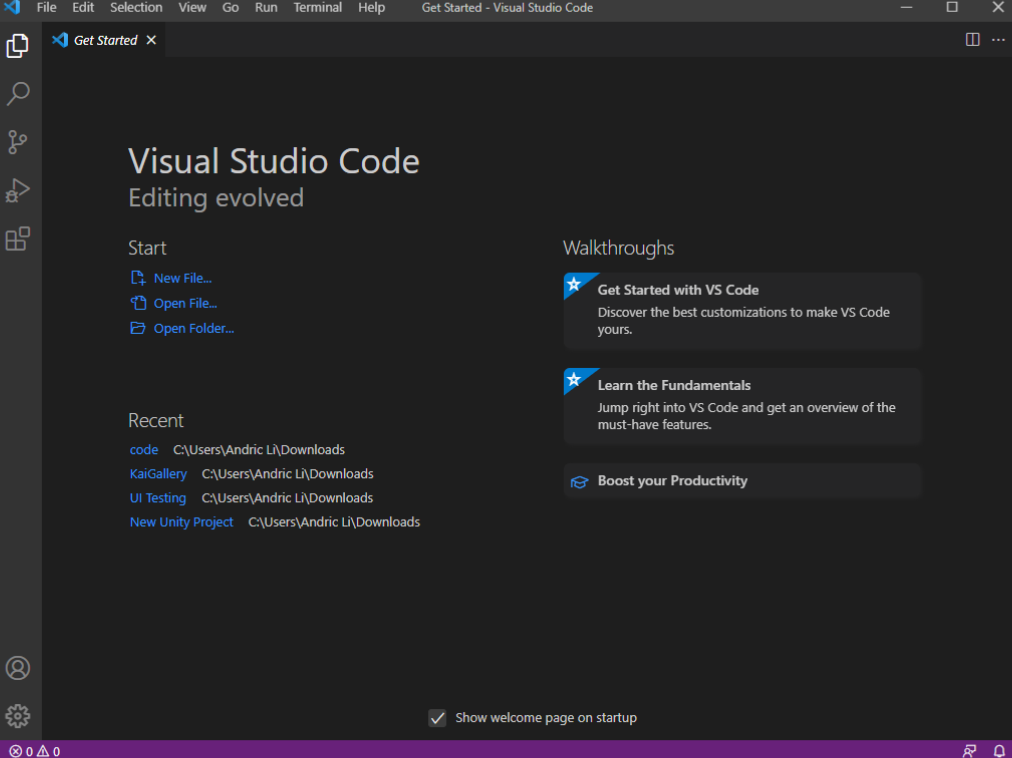 File Edit Selection View Go Run Terminal Help Get Started - Visual Studio Code
Get Started
Visual Studio Code
Editing evolved
Start
New File...
Open File...
Open Folder...
Recent
code C:\Users\Andric Li\Downloads
KaiGallery C:\Users\Andric Li\Downloads
UI Testing C:\Users\Andric Li\Downloads
New Unity Project C:\Users\Andric Li\Downloads
Walkthroughs
Get Started with VS Code
Discover the best customizations to make VS Code
yours.
Learn the Fundamentals
Jump right into VS Code and get an overview of the
must-have features.
Boost your Productivity
Show welcome page on startup
0 0